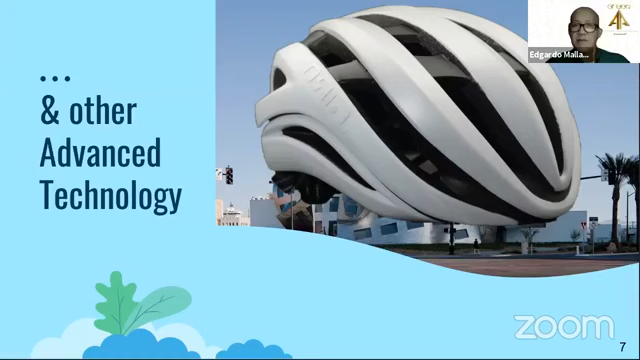 ...
& other
Advanced
Technology
Edgardo Malla...
zoom
7